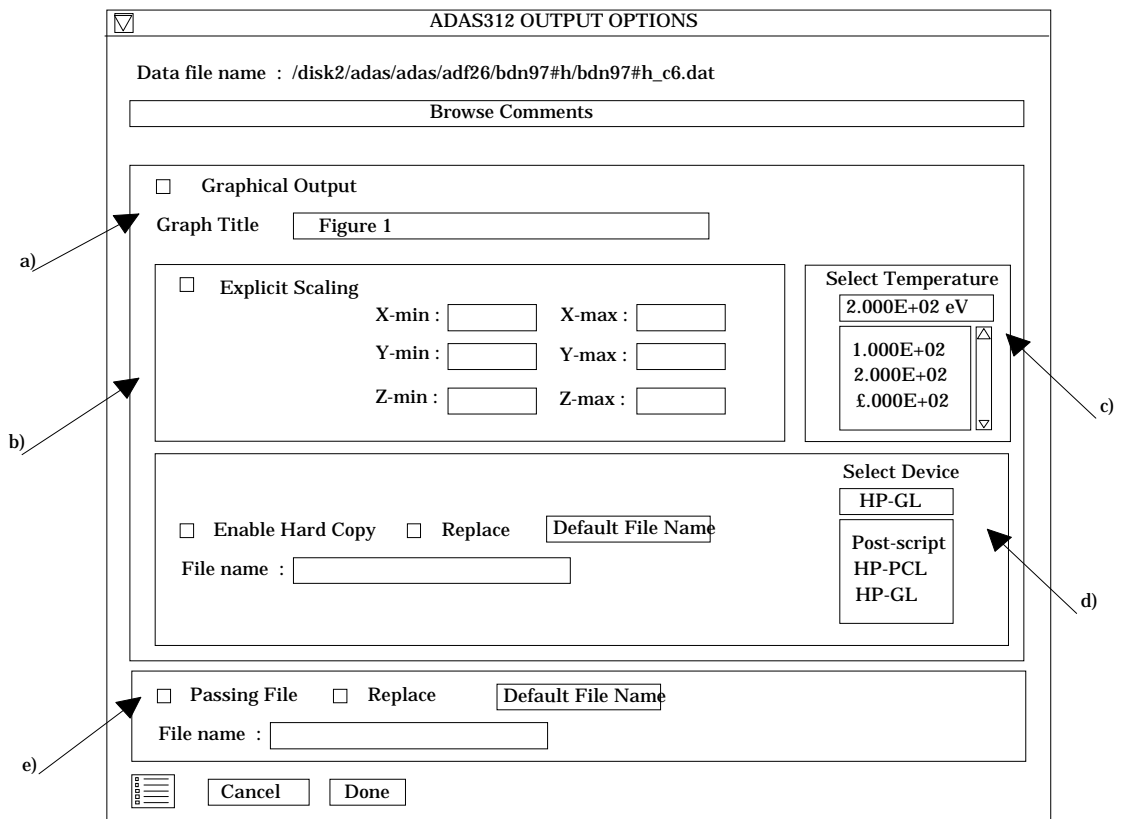 ADAS312 OUTPUT OPTIONS
Data file name : /disk2/adas/adas/adf26/bdn97#h/bdn97#h_c6.dat
Browse Comments
Graphical Output
Graph Title Figure 1
a)
Explicit Scaling
X-min : X-max :
Y-min : Y-max :
Z-min : Z-max :
b)
Select Temperature
2.000E+02 eV
1.000E+02
2.000E+02
£.000E+02
c)
Select Device
HP-GL
Enable Hard Copy Replace Default File Name
File name :
Post-script
HP-PCL
HP-GL
d)
Passing File Replace Default File Name
File name :
e)
Cancel Done